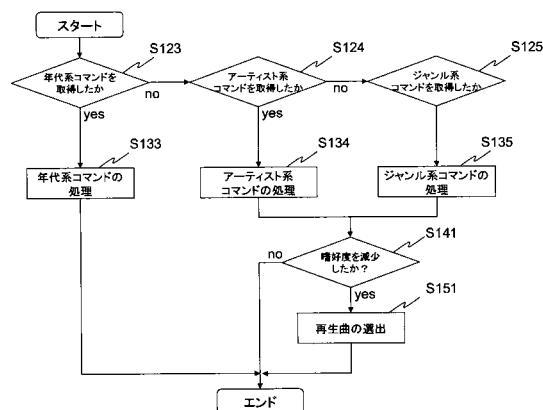 スタート
S123
年代系コマンドを
取得したか
no
yes
S124
アーティスト系
コマンドを取得したか
no
yes
S125
ジャンル系
コマンドを取得したか
S133
年代系コマンドの
処理
S134
アーティスト系
コマンドの処理
S135
ジャンル系コマンドの
処理
S141
嗜好度を減少
したか？
no
yes
S151
再生曲の選出
エンド